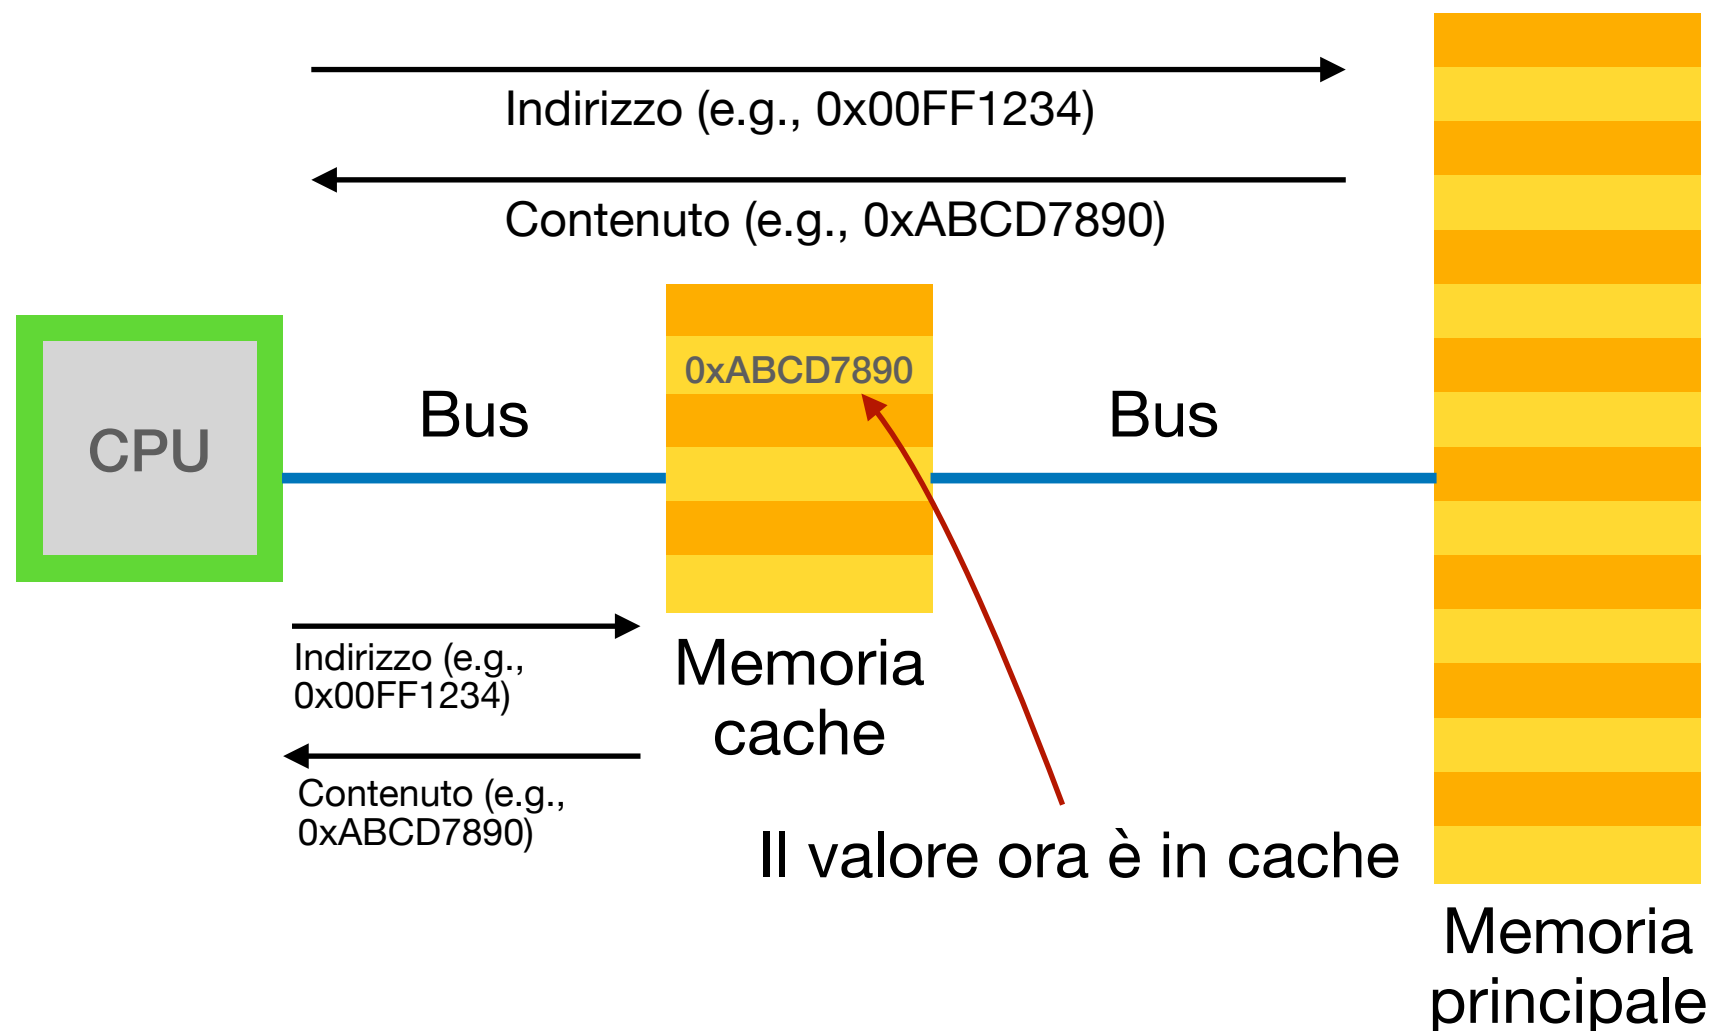 Indirizzo (e.g., 0x00FF1234)
Contenuto (e.g., 0xABCD7890)
0xABCD7890
CPU
Bus
Bus
Indirizzo (e.g.,
0x00FF1234)
Contenuto (e.g.,
0xABCD7890)
Memoria
cache
Il valore ora è in cache
Memoria
principale